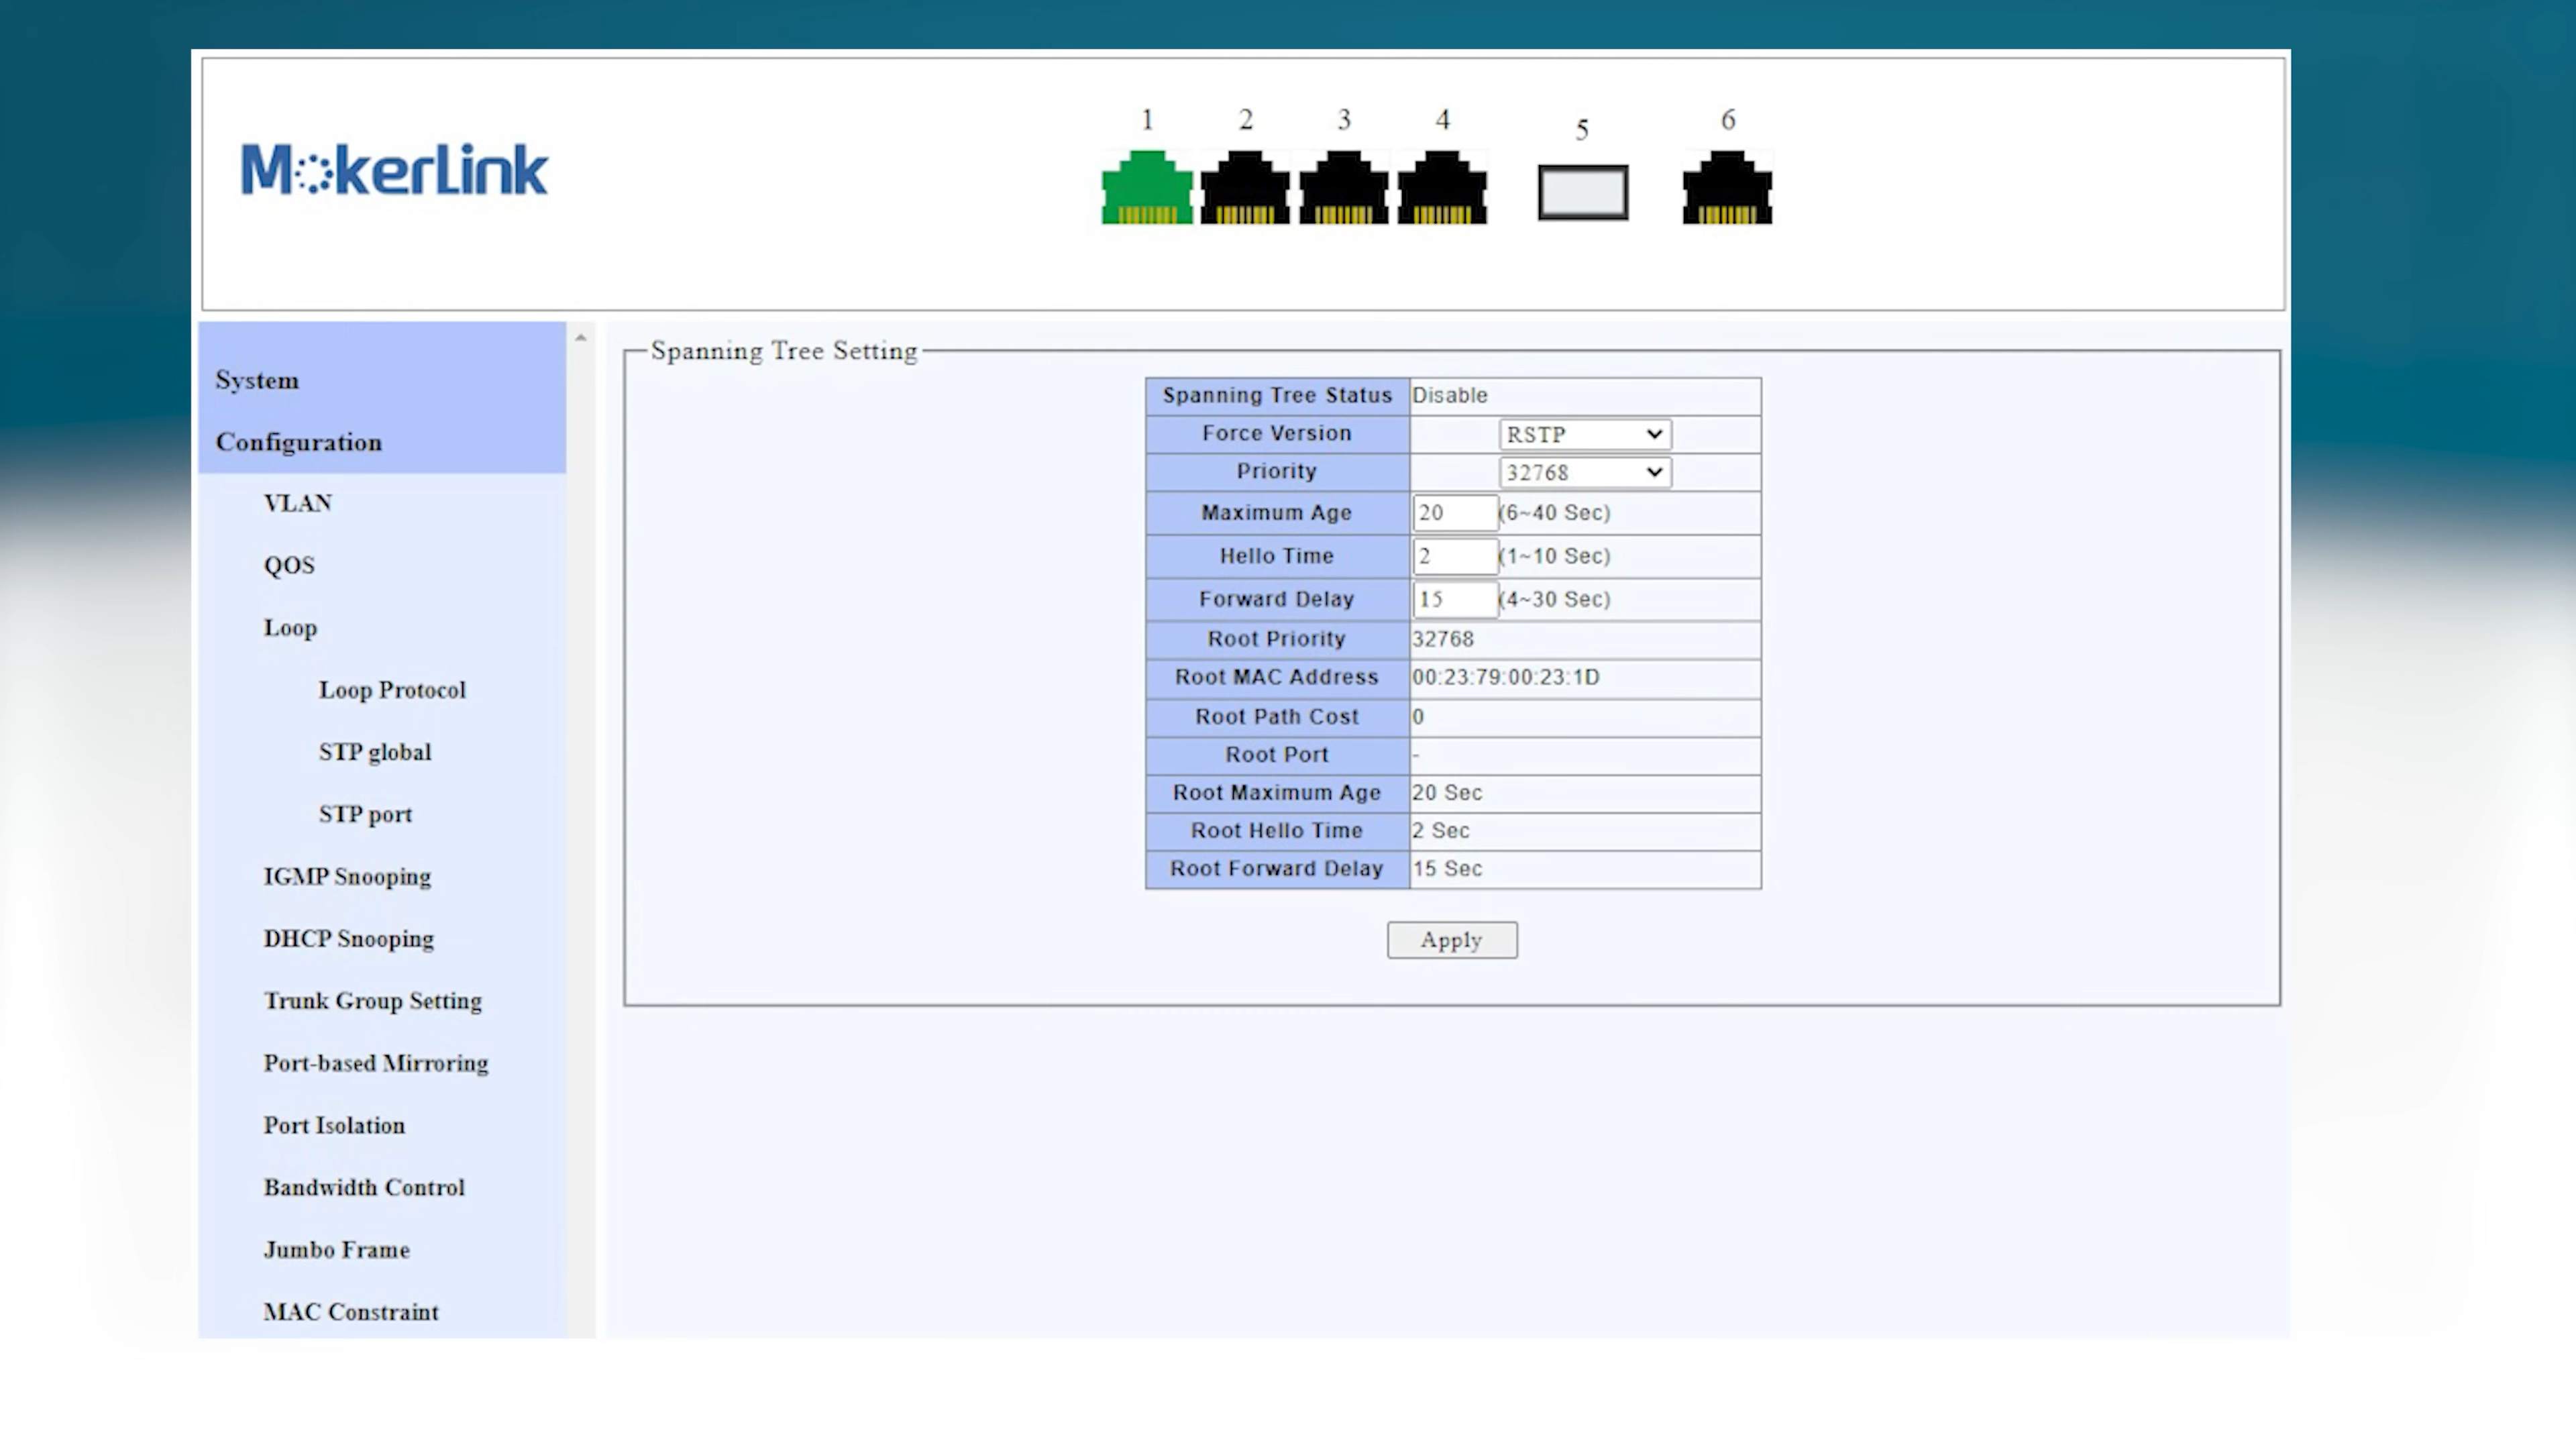 MokerLink
1 2 3 4 5 6
System
Configuration
VLAN
QOS
Loop
Loop Protocol
STP global
STP port
IGMP Snooping
DHCP Snooping
Trunk Group Setting
Port-based Mirroring
Port Isolation
Bandwidth Control
Jumbo Frame
MAC Constraint
Spanning Tree Setting
Spanning Tree Status Disable
Force Version RSTP
Priority 32768
Maximum Age 20 (6~40 Sec)
Hello Time 2 (1~10 Sec)
Forward Delay 15 (4~30 Sec)
Root Priority 32768
Root MAC Address 00:23:79:00:23:1D
Root Path Cost 0
Root Port -
Root Maximum Age 20 Sec
Root Hello Time 2 Sec
Root Forward Delay 15 Sec
Apply